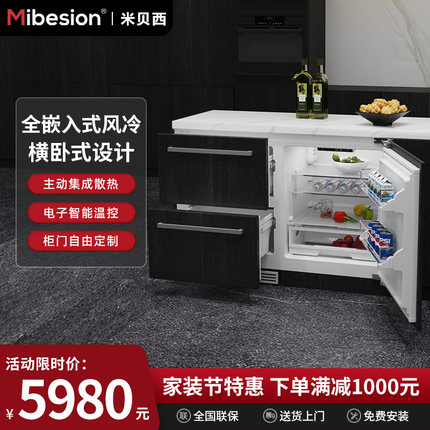 Mibesion® | 米贝西
全嵌入式风冷
横卧式设计
主动集成散热
电子智能温控
柜门自由定制
活动限时价：
¥5980元
家装节特惠 下单满减1000元
全国联保 送货上门 免费安装